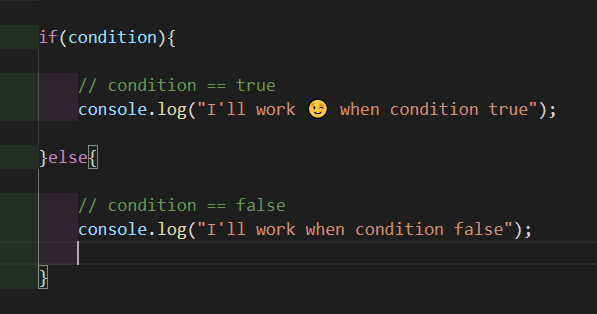 if(condition){
// condition == true
console.log("I'll work 😉 when condition true");
}else{
// condition == false
console.log("I'll work when condition false");
}